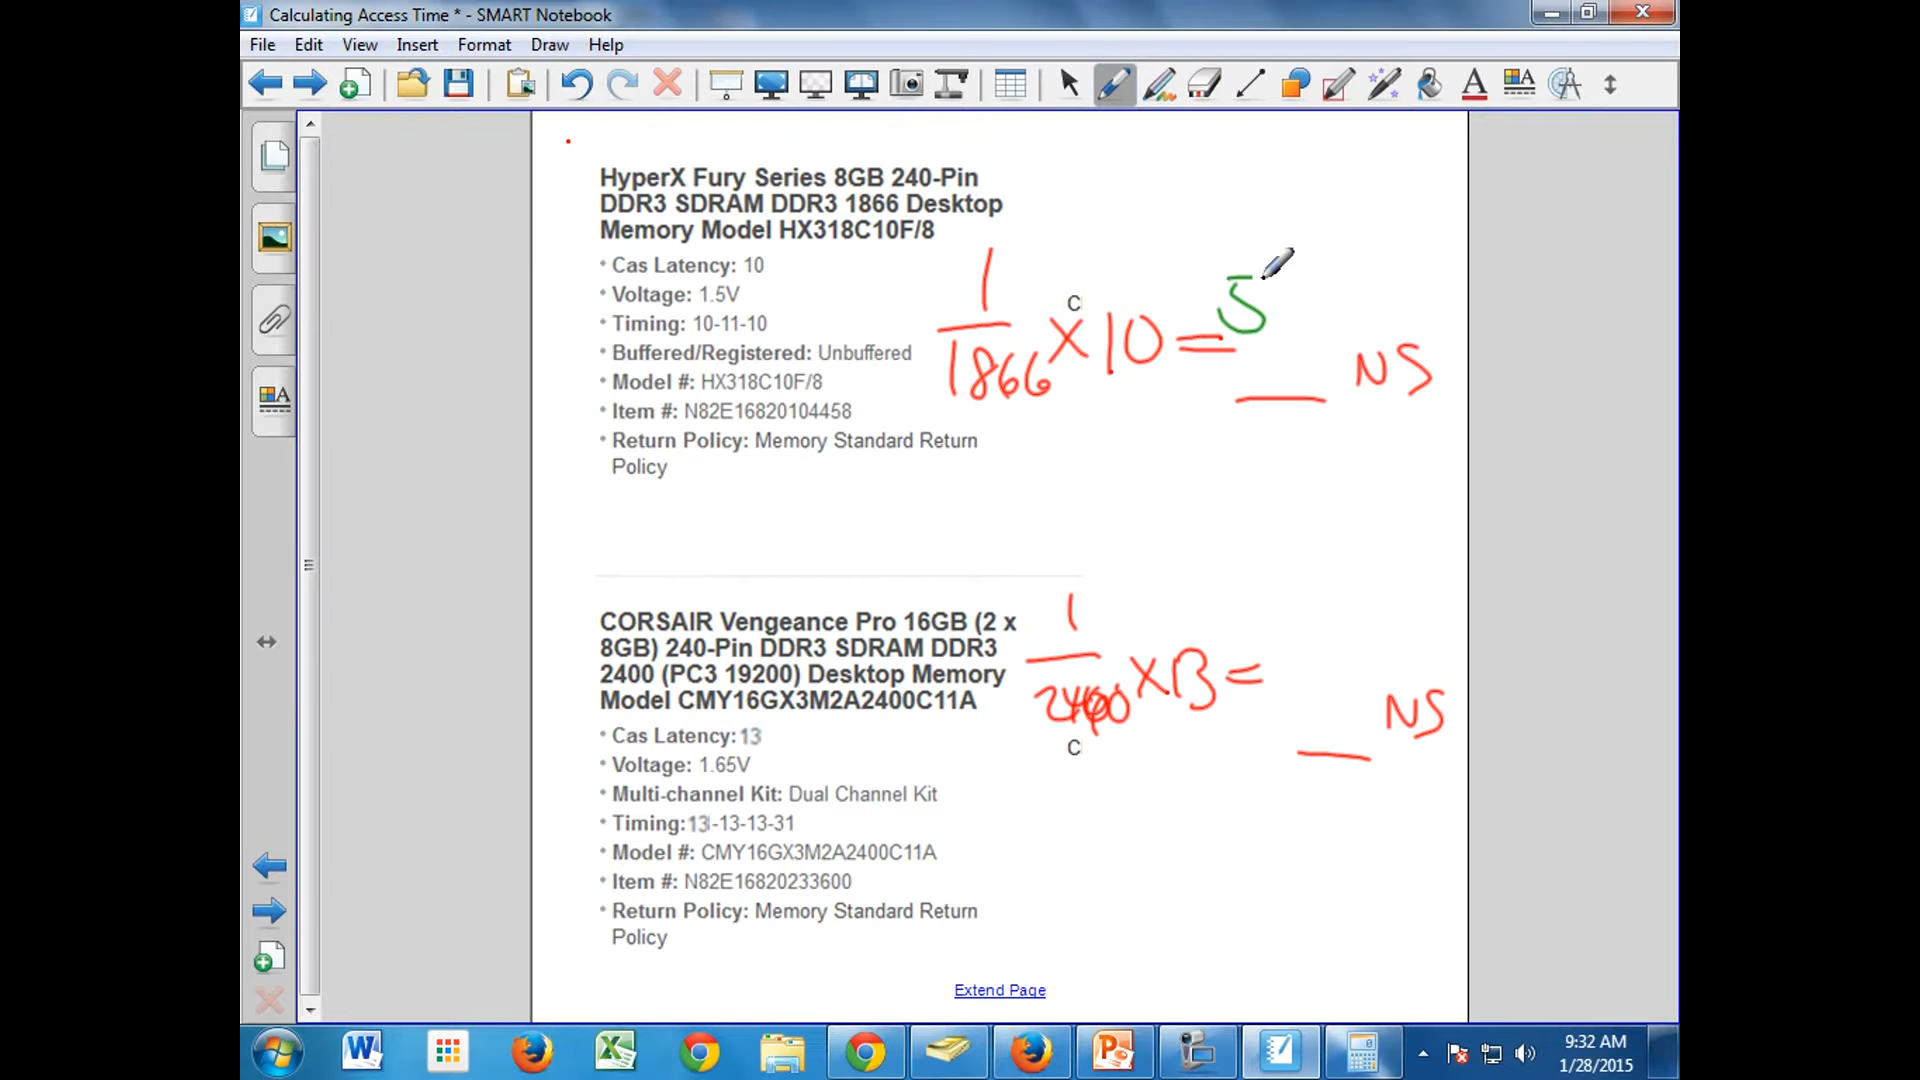 Calculating Access Time * - SMART Notebook
File Edit View Insert Format Draw Help
HyperX Fury Series 8GB 240-Pin
DDR3 SDRAM DDR3 1866 Desktop
Memory Model HX318C10F/8
Cas Latency: 10
Voltage: 1.5V
Timing: 10-11-10
Buffered/Registered: Unbuffered
Model #: HX318C10F/8
Item #: N82E16820104458
Return Policy: Memory Standard Return
Policy
C
1
1866 X 10 = 5
NS
CORSAIR Vengeance Pro 16GB (2 x
8GB) 240-Pin DDR3 SDRAM DDR3
2400 (PC3 19200) Desktop Memory
Model CMY16GX3M2A2400C11A
Cas Latency: 13
Voltage: 1.65V
Multi-channel Kit: Dual Channel Kit
Timing: 13-13-13-31
Model #: CMY16GX3M2A2400C11A
Item #: N82E16820233600
Return Policy: Memory Standard Return
Policy
1
2400 X 13 =
NS
C
Extend Page
9:32 AM
1/28/2015